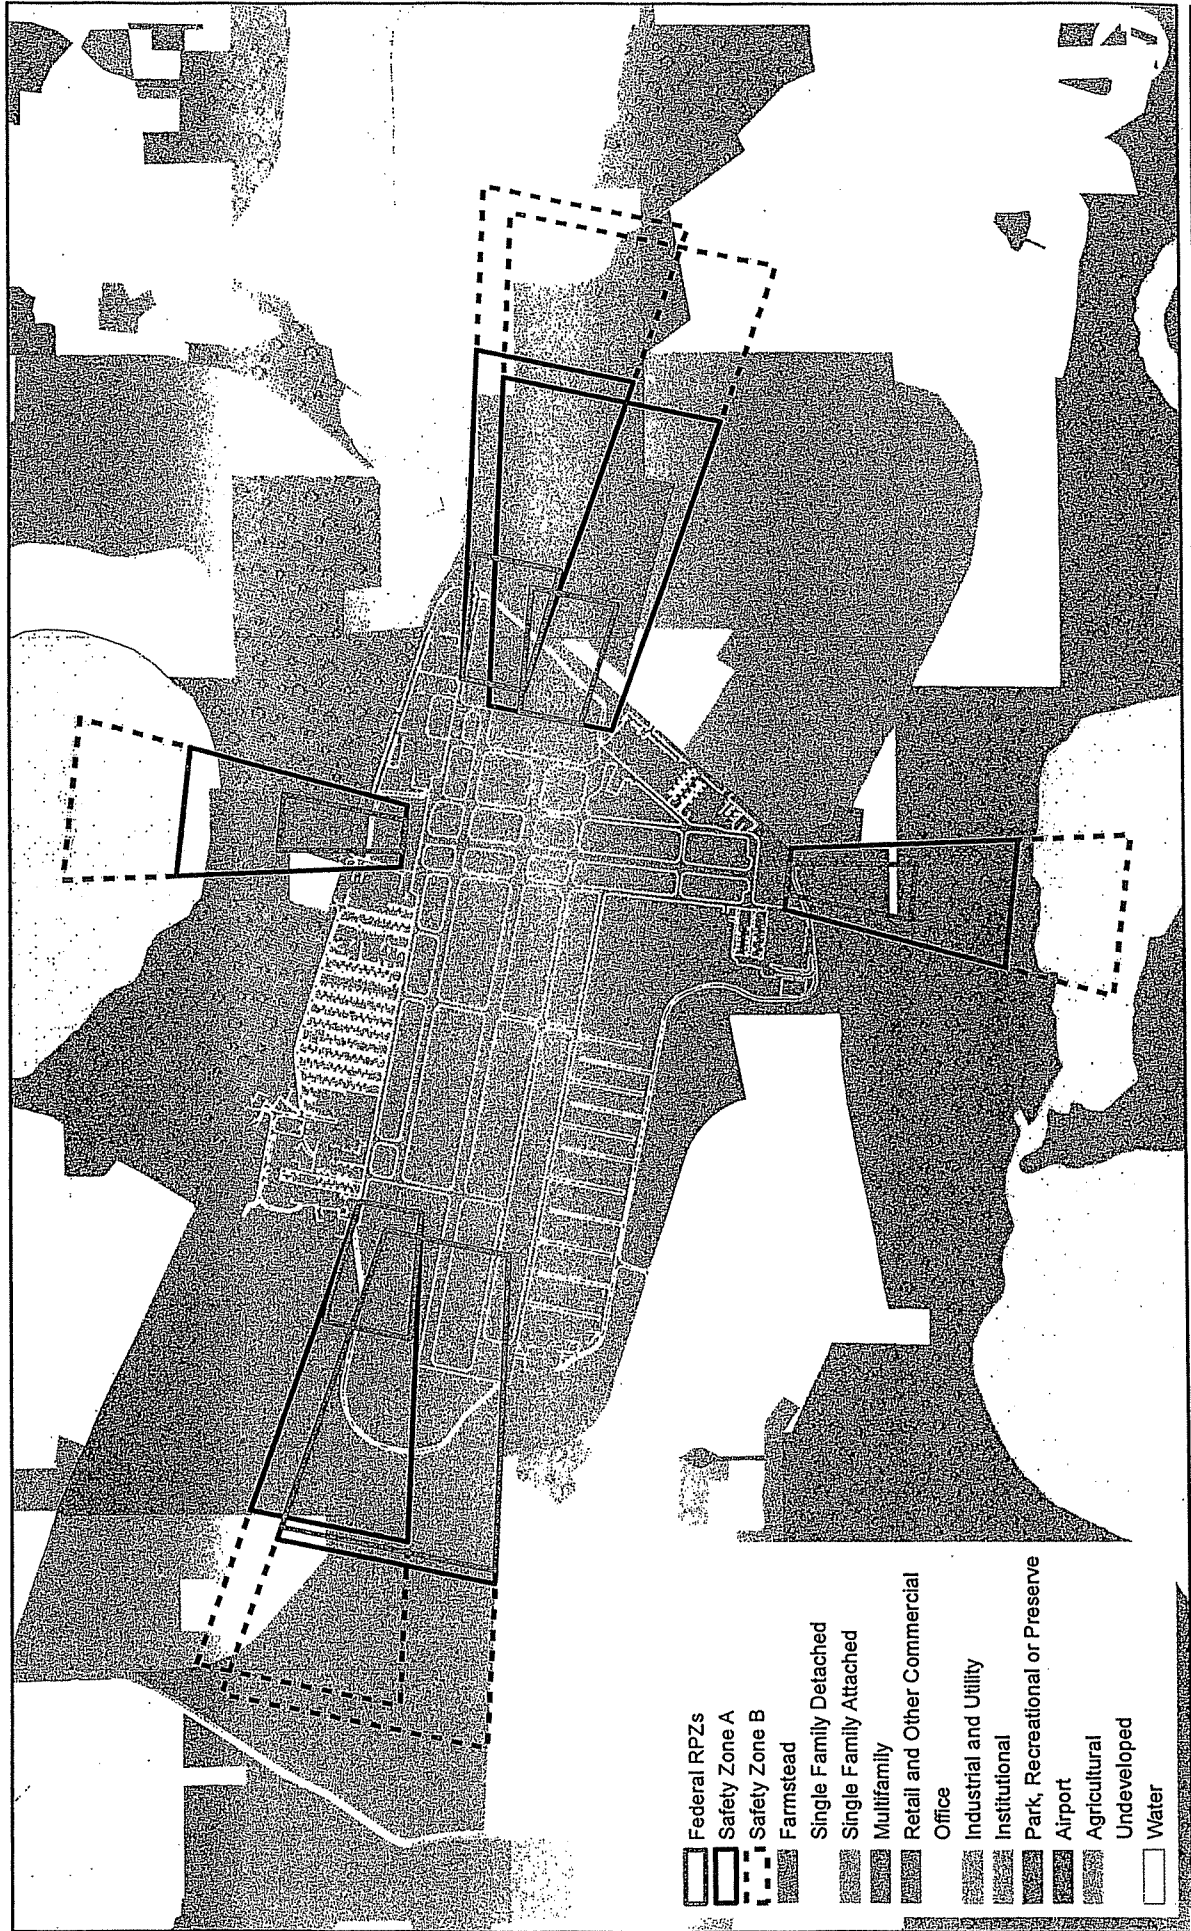 Federal RPZs
Safety Zone A
Safety Zone B
Farmstead
Single Family Detached
Single Family Attached
Multifamily
Retail and Other Commercial
Office
Industrial and Utility
Institutional
Park, Recreational or Preserve
Airport
Agricultural
Undeveloped
Water